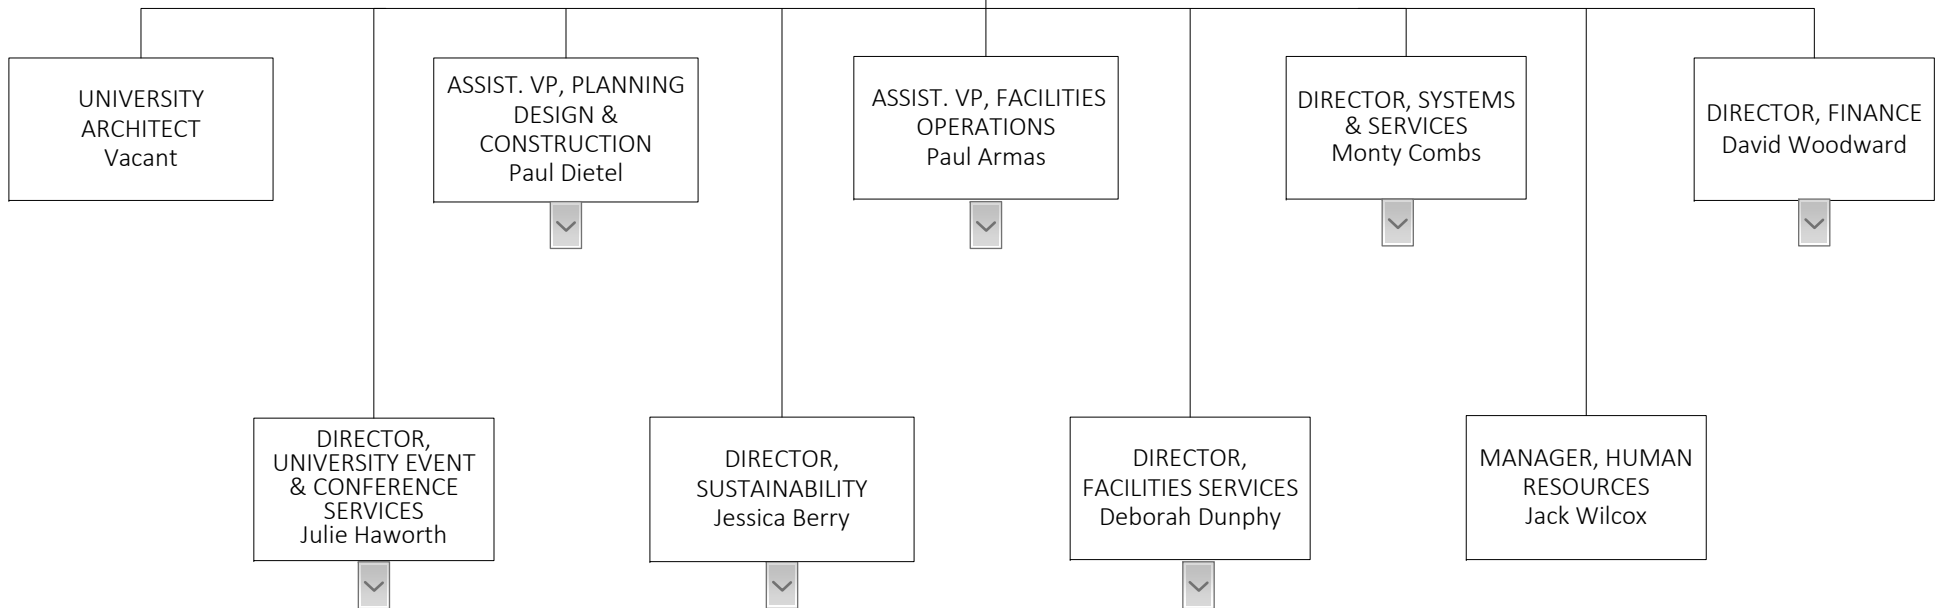 UNIVERSITY
ARCHITECT
Vacant
ASSIST. VP, PLANNING
DESIGN &
CONSTRUCTION
Paul Dietel
ASSIST. VP, FACILITIES
OPERATIONS
Paul Armas
DIRECTOR, SYSTEMS
& SERVICES
Monty Combs
DIRECTOR, FINANCE
David Woodward
DIRECTOR,
UNIVERSITY EVENT
& CONFERENCE
SERVICES
Julie Haworth
DIRECTOR,
SUSTAINABILITY
Jessica Berry
DIRECTOR,
FACILITIES SERVICES
Deborah Dunphy
MANAGER, HUMAN
RESOURCES
Jack Wilcox